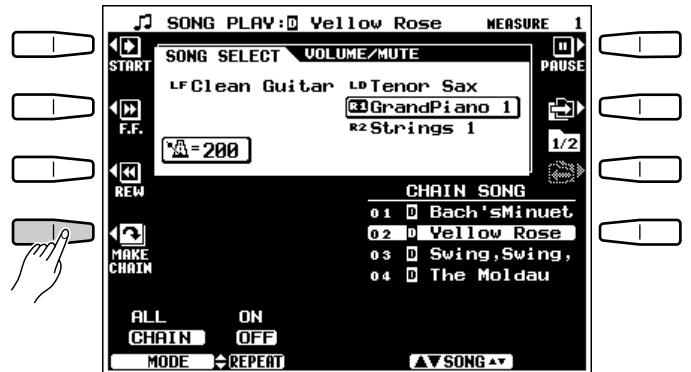 SONG PLAY:D Yellow Rose MEASURE 1
START
SONG SELECT VOLUME/MUTE
PAUSE
LF Clean Guitar LD Tenor Sax
R1 GrandPiano 1
F.F.
R2 Strings 1
1/2
=200
REW
CHAIN SONG
01 D Bach'sMinuet
02 D Yellow Rose
MAKE CHAIN
03 D Swing,Swing,
04 D The Moldau
ALL ON
CHAIN OFF
MODE REPEAT SONG